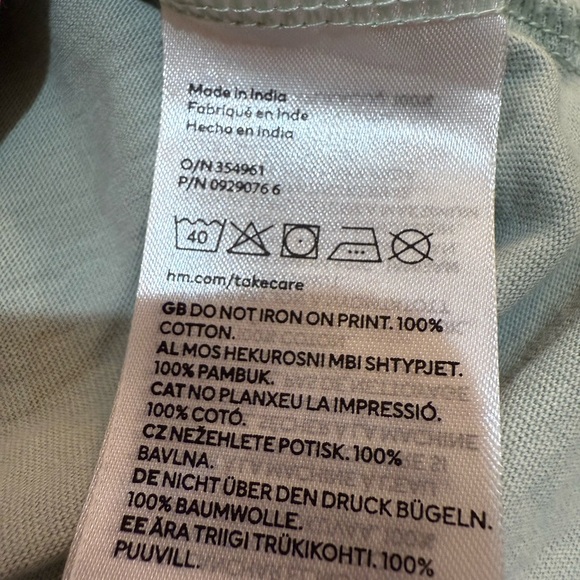 Made in India
Fabriqué en Inde
Hecho en India
O/N 354961
P/N 0929076 6
40
hm.com/takecare
GB DO NOT IRON ON PRINT. 100%
COTTON.
AL MOS HEKUROSNI MBI SHTYPJET.
100% PAMBUK.
CAT NO PLANXEU LA IMPRESSIÓ.
100% COTÓ.
CZ NEŽEHLETE POTISK. 100%
BAVLNA.
DE NICHT ÜBER DEN DRUCK BÜGELN.
100% BAUMWOLLE.
EE ÄRA TRIIGI TRÜKIKOHTI. 100%
PUUVILL.